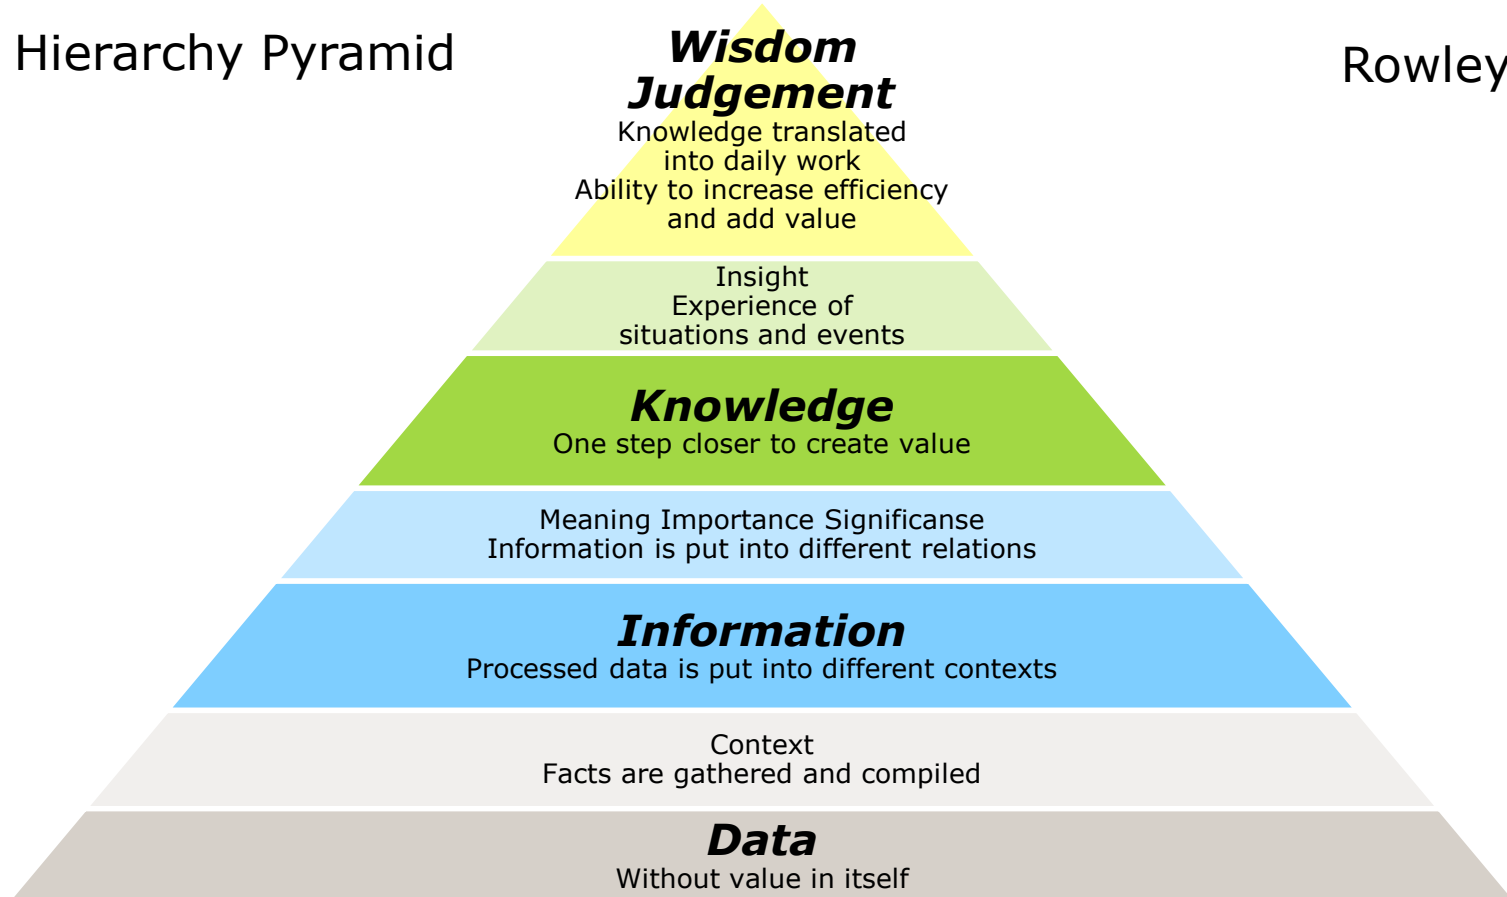 Hierarchy Pyramid
Rowley
Wisdom
Judgement
Knowledge translated
into daily work
Ability to increase efficiency
and add value
Insight
Experience of
situations and events
Knowledge
One step closer to create value
Meaning Importance Significanse
Information is put into different relations
Information
Processed data is put into different contexts
Context
Facts are gathered and compiled
Data
Without value in itself